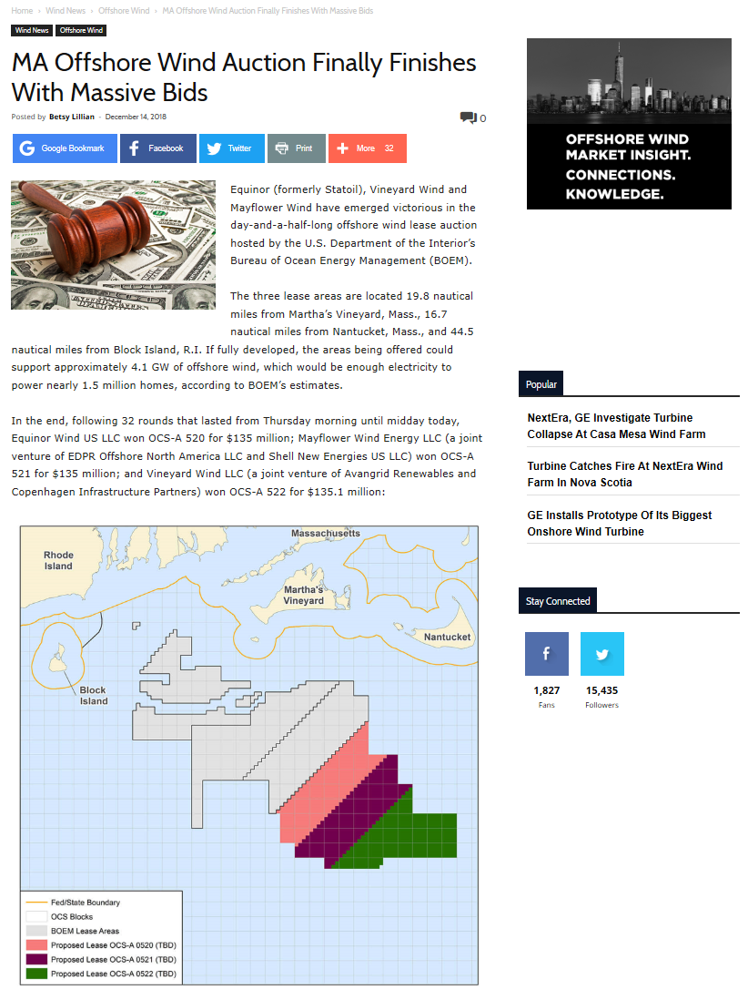 Home › Wind News › Offshore Wind › MA Offshore Wind Auction Finally Finishes With Massive Bids
Wind News Offshore Wind
MA Offshore Wind Auction Finally Finishes
With Massive Bids
Posted by Betsy Lillian - December 14, 2018
0
Google Bookmark
Facebook
Twitter
Print
More 32
Equinor (formerly Statoil), Vineyard Wind and
Mayflower Wind have emerged victorious in the
day-and-a-half-long offshore wind lease auction
hosted by the U.S. Department of the Interior’s
Bureau of Ocean Energy Management (BOEM).
The three lease areas are located 19.8 nautical
miles from Martha’s Vineyard, Mass., 16.7
nautical miles from Nantucket, Mass., and 44.5
nautical miles from Block Island, R.I. If fully developed, the areas being offered could
support approximately 4.1 GW of offshore wind, which would be enough electricity to
power nearly 1.5 million homes, according to BOEM’s estimates.
In the end, following 32 rounds that lasted from Thursday morning until midday today,
Equinor Wind US LLC won OCS-A 520 for $135 million; Mayflower Wind Energy LLC (a joint
venture of EDPR Offshore North America LLC and Shell New Energies US LLC) won OCS-A
521 for $135 million; and Vineyard Wind LLC (a joint venture of Avangrid Renewables and
Copenhagen Infrastructure Partners) won OCS-A 522 for $135.1 million:
Massachusetts
Rhode
Island
Martha's
Vineyard
Nantucket
Block
Island
Fed/State Boundary
OCS Blocks
BOEM Lease Areas
Proposed Lease OCS-A 0520 (TBD)
Proposed Lease OCS-A 0521 (TBD)
Proposed Lease OCS-A 0522 (TBD)
OFFSHORE WIND
MARKET INSIGHT.
CONNECTIONS.
KNOWLEDGE.
Popular
NextEra, GE Investigate Turbine
Collapse At Casa Mesa Wind Farm
Turbine Catches Fire At NextEra Wind
Farm In Nova Scotia
GE Installs Prototype Of Its Biggest
Onshore Wind Turbine
Stay Connected
1,827
Fans
15,435
Followers